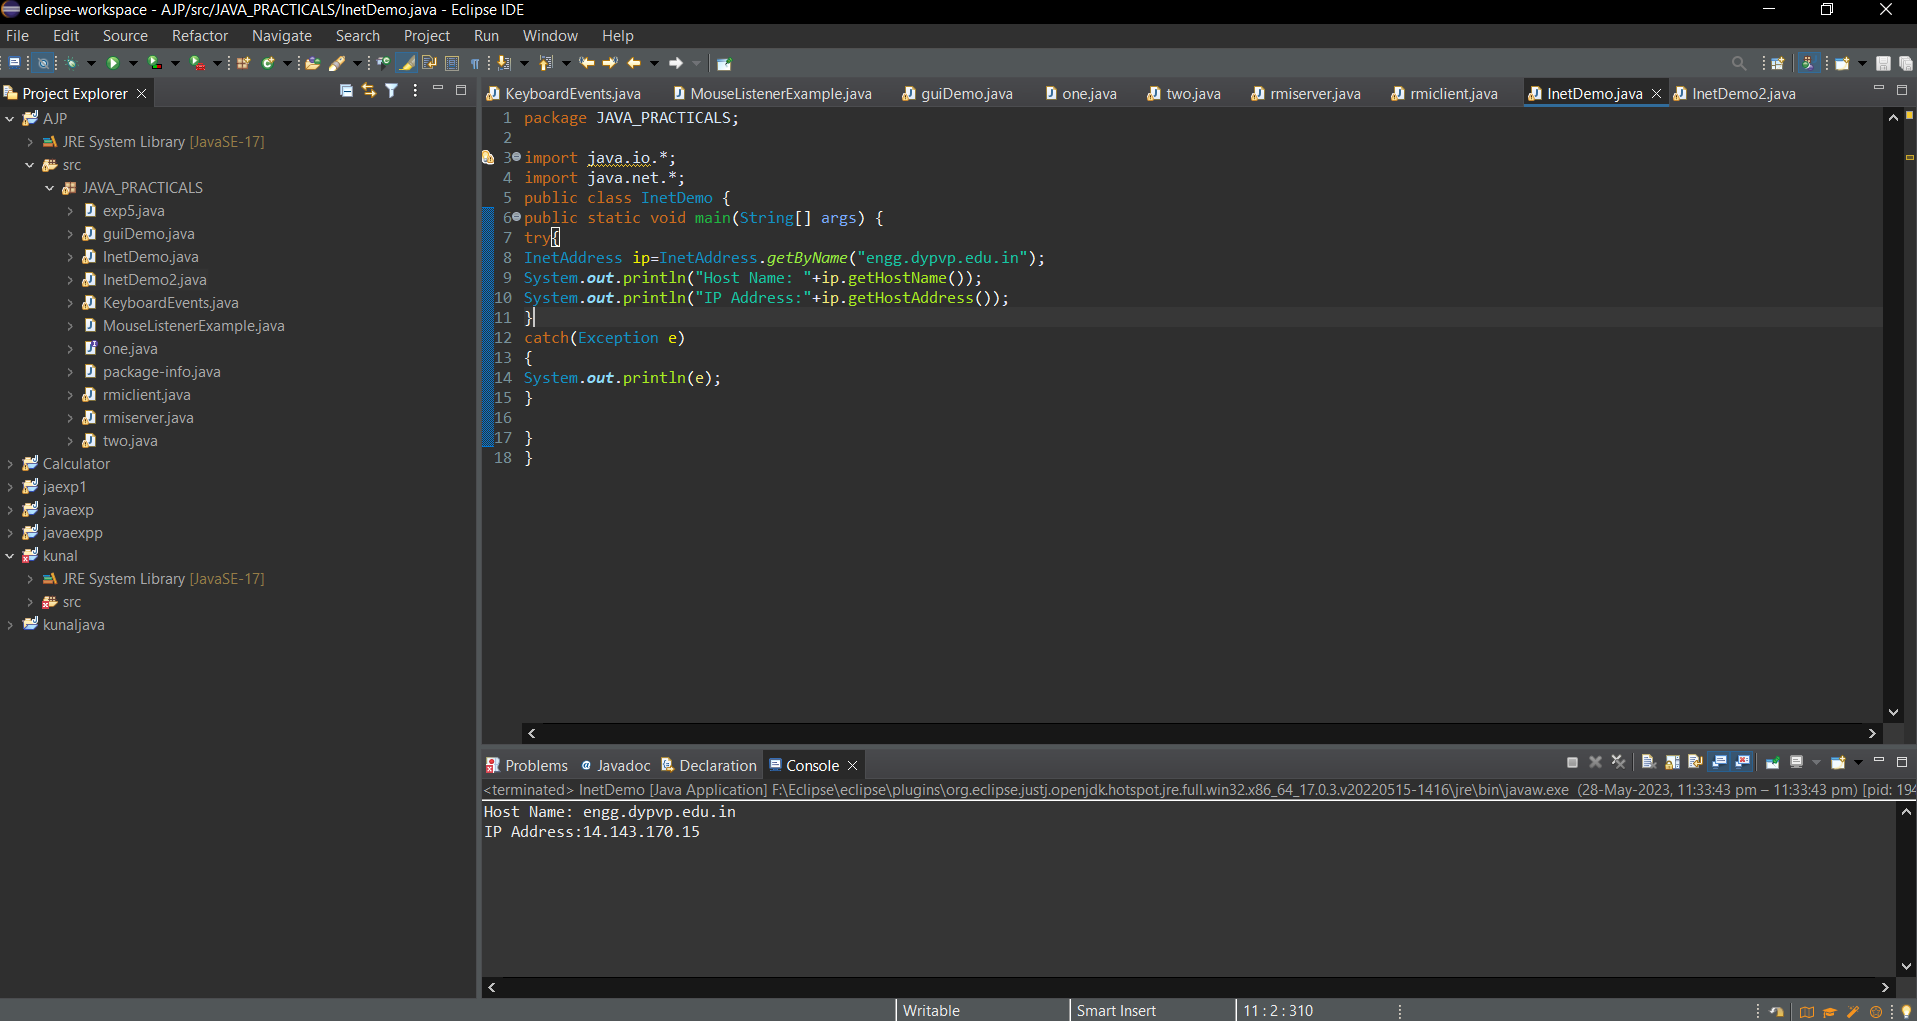 eclipse-workspace - AJP/src/JAVA_PRACTICALS/InetDemo.java - Eclipse IDE
File Edit Source Refactor Navigate Search Project Run Window Help
Project Explorer
AJP
JRE System Library [JavaSE-17]
src
JAVA_PRACTICALS
exp5.java
guiDemo.java
InetDemo.java
InetDemo2.java
KeyboardEvents.java
MouseListenerExample.java
one.java
package-info.java
rmiclient.java
rmiserver.java
two.java
Calculator
jaexp1
javaexp
javaexpp
kunal
JRE System Library [JavaSE-17]
src
kunaljava
KeyboardEvents.java MouseListenerExample.java guiDemo.java one.java two.java rmiserver.java rmiclient.java InetDemo.java InetDemo2.java
1 package JAVA_PRACTICALS;
2
3 import java.io.*;
4 import java.net.*;
5 public class InetDemo {
6 public static void main(String[] args) {
7 try{
8 InetAddress ip=InetAddress.getByName("engg.dypvp.edu.in");
9 System.out.println("Host Name: "+ip.getHostName());
10 System.out.println("IP Address:"+ip.getHostAddress());
11 }
12 catch(Exception e)
13 {
14 System.out.println(e);
15 }
16
17 }
18 }
Problems Javadoc Declaration Console
<terminated> InetDemo [Java Application] F:\Eclipse\eclipse\plugins\org.eclipse.justj.openjdk.hotspot.jre.full.win32.x86_64_17.0.3.v20220515-1416\jre\bin\javaw.exe (28-May-2023, 11:33:43 pm – 11:33:43 pm) [pid: 194
Host Name: engg.dypvp.edu.in
IP Address:14.143.170.15
Writable Smart Insert 11 : 2 : 310